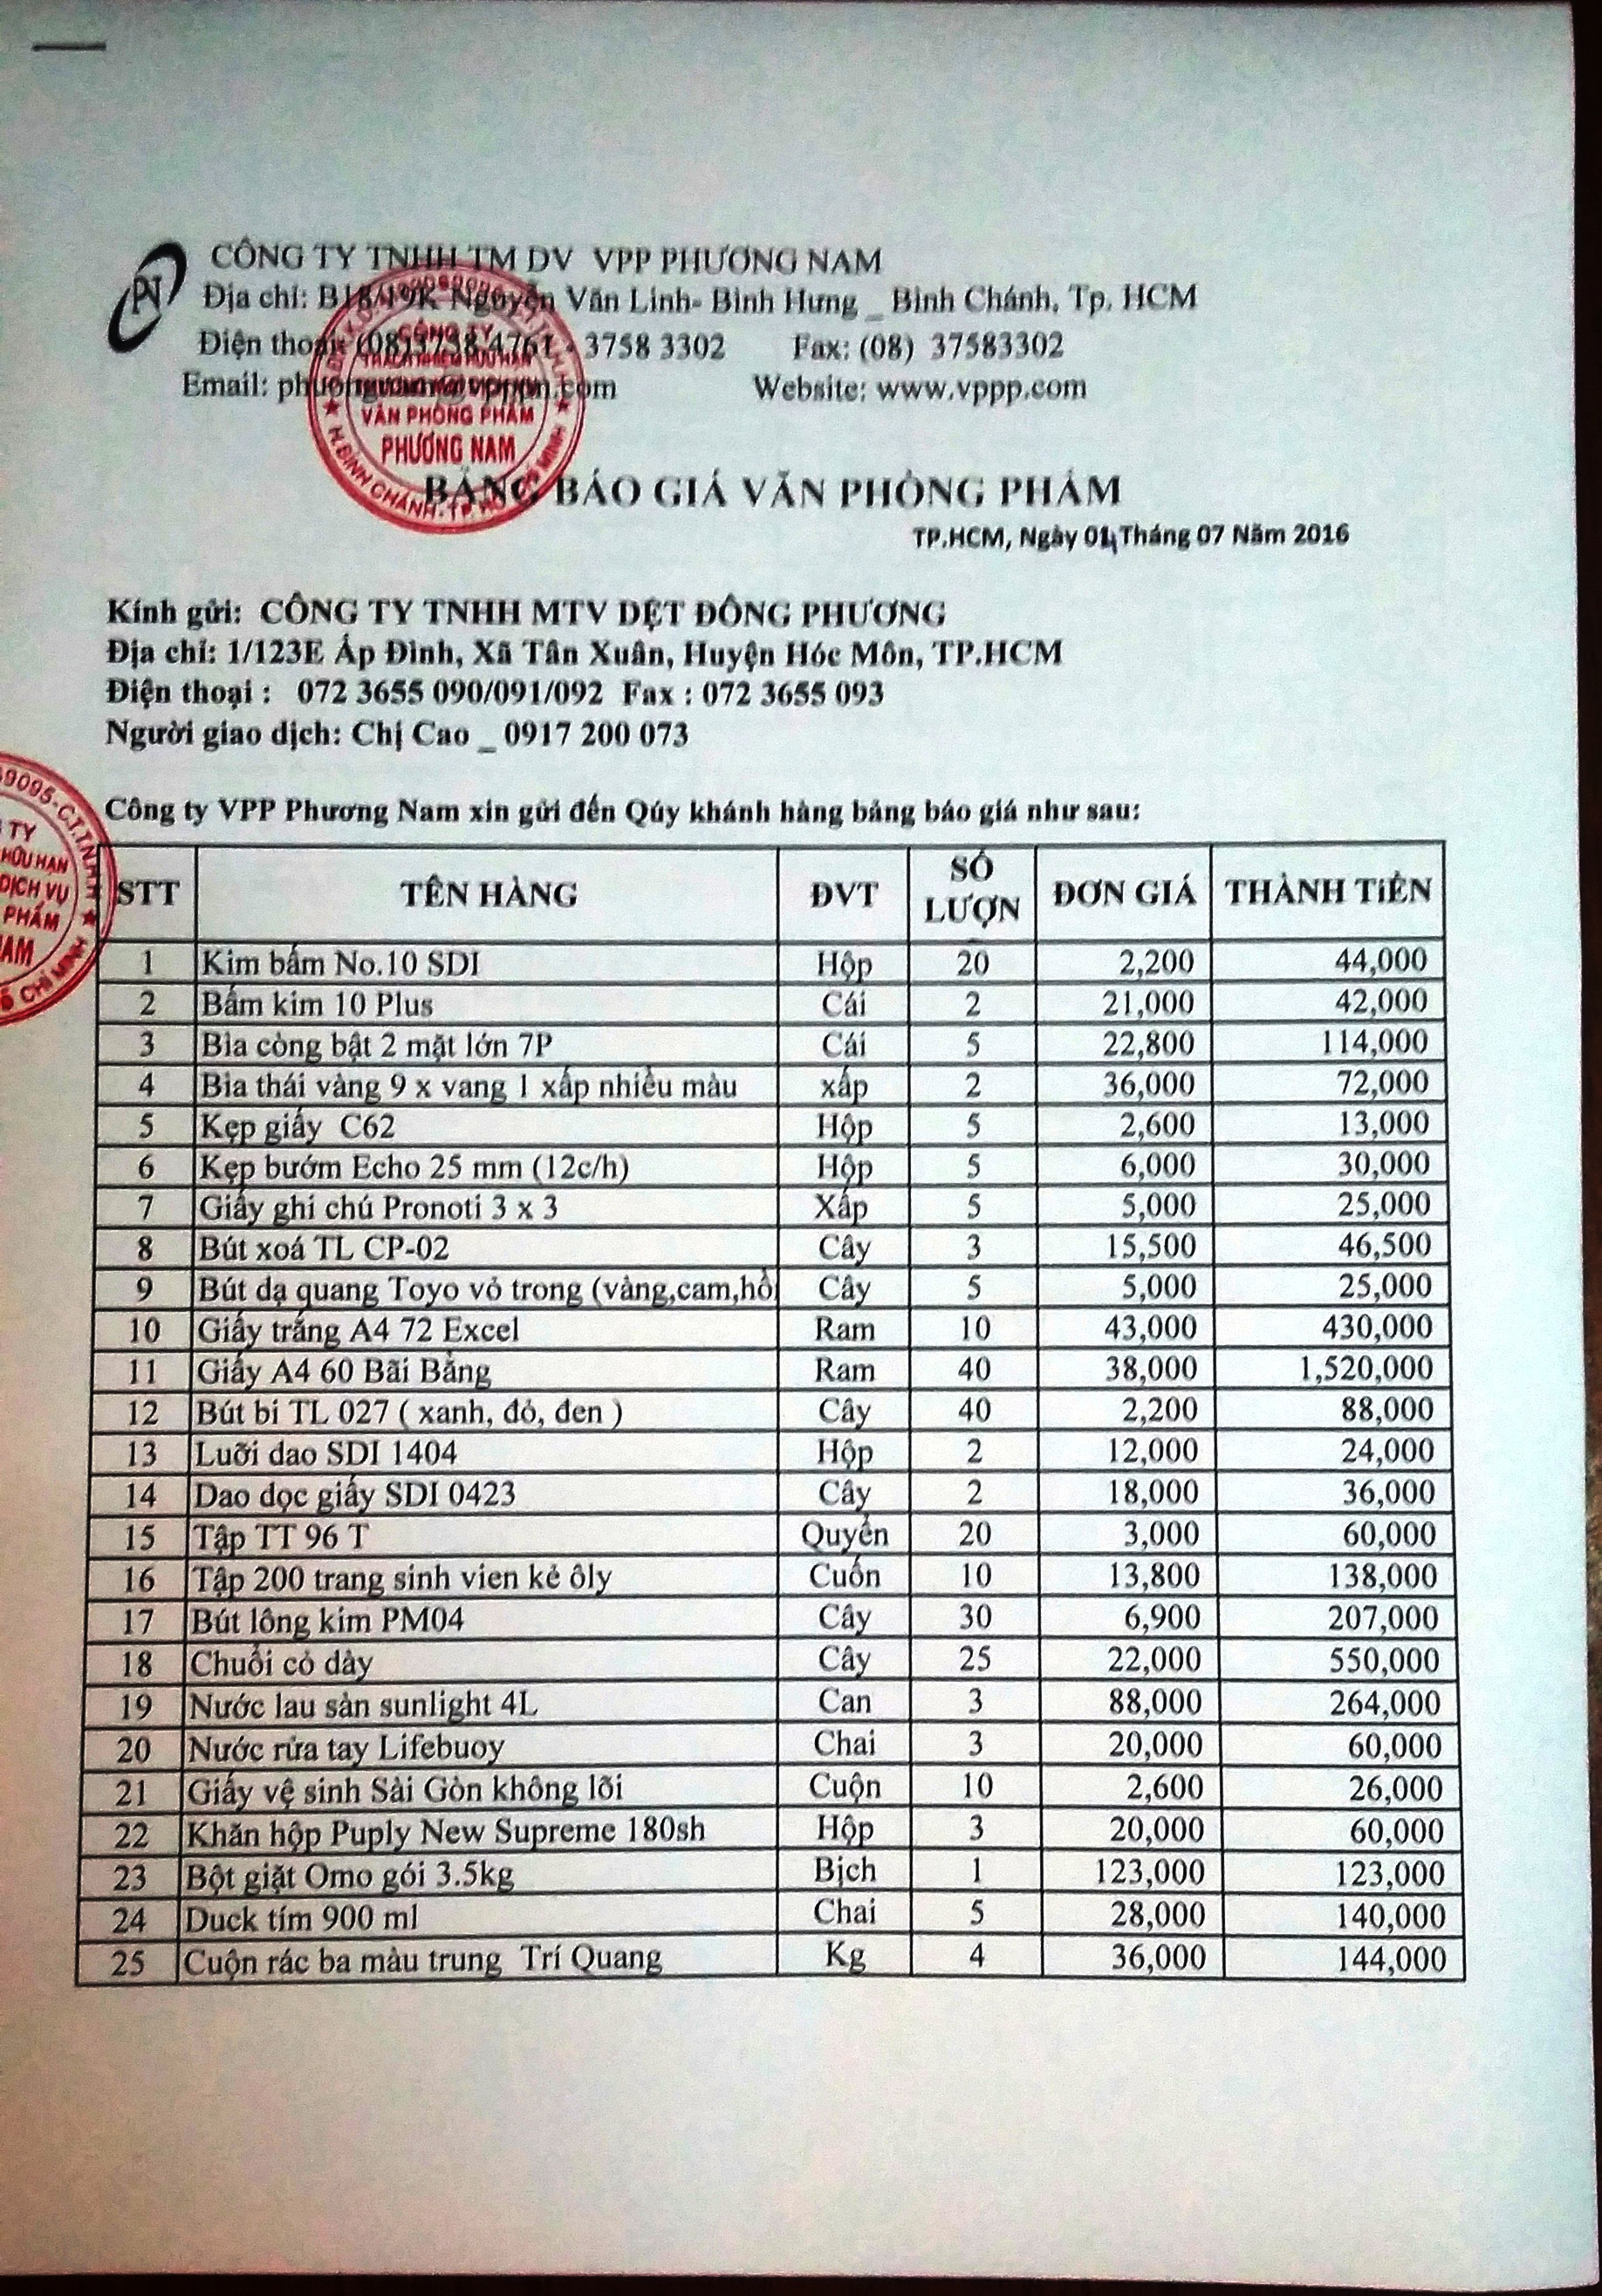 CÔNG TY TNHH TM DV VPP PHƯƠNG NAM
Địa chỉ: B18/19K Nguyễn Văn Linh- Bình Hưng _ Bình Chánh, Tp. HCM
Điện thoại: (08)3758 4761 - 3758 3302 Fax: (08) 37583302
Email: phuongnam@vppp.com Website: www.vppp.com
CÔNG TY
TRÁCH NHIỆM HỮU HẠN
VĂN PHÒNG PHẨM
PHƯƠNG NAM
BẢNG BÁO GIÁ VĂN PHÒNG PHẨM
TP.HCM, Ngày Tháng 07 Năm 2016
Kính gửi: CÔNG TY TNHH MTV DỆT ĐÔNG PHƯƠNG
Địa chỉ: 1/123E Ấp Đình, Xã Tân Xuân, Huyện Hóc Môn, TP.HCM
Điện thoại : 072 3655 090/091/092 Fax : 072 3655 093
Người giao dịch: Chị Cao _ 0917 200 073
Công ty VPP Phương Nam xin gửi đến Qúy khánh hàng bảng báo giá như sau:
STT TÊN HÀNG ĐVT SỐ LƯỢN ĐƠN GIÁ THÀNH TIỀN
1 Kim bấm No.10 SDI Hộp 20 2,200 44,000
2 Bấm kim 10 Plus Cái 2 21,000 42,000
3 Bìa còng bật 2 mặt lớn 7P Cái 5 22,800 114,000
4 Bìa thái vàng 9 x vang 1 xấp nhiều màu xấp 2 36,000 72,000
5 Kẹp giấy C62 Hộp 5 2,600 13,000
6 Kẹp bướm Echo 25 mm (12c/h) Hộp 5 6,000 30,000
7 Giấy ghi chú Pronoti 3 x 3 Xấp 5 5,000 25,000
8 Bút xoá TL CP-02 Cây 3 15,500 46,500
9 Bút dạ quang Toyo vỏ trong (vàng,cam,hồ Cây 5 5,000 25,000
10 Giấy trắng A4 72 Excel Ram 10 43,000 430,000
11 Giấy A4 60 Bãi Bằng Ram 40 38,000 1,520,000
12 Bút bi TL 027 ( xanh, đỏ, đen ) Cây 40 2,200 88,000
13 Lưỡi dao SDI 1404 Hộp 2 12,000 24,000
14 Dao dọc giấy SDI 0423 Cây 2 18,000 36,000
15 Tập TT 96 T Quyển 20 3,000 60,000
16 Tập 200 trang sinh viên kẻ ôly Cuốn 10 13,800 138,000
17 Bút lông kim PM04 Cây 30 6,900 207,000
18 Chuổi cỏ dày Cây 25 22,000 550,000
19 Nước lau sàn sunlight 4L Can 3 88,000 264,000
20 Nước rửa tay Lifebuoy Chai 3 20,000 60,000
21 Giấy vệ sinh Sài Gòn không lõi Cuộn 10 2,600 26,000
22 Khăn hộp Puply New Supreme 180sh Hộp 3 20,000 60,000
23 Bột giặt Omo gói 3.5kg Bịch 1 123,000 123,000
24 Duck tím 900 ml Chai 5 28,000 140,000
25 Cuộn rác ba màu trung Trí Quang Kg 4 36,000 144,000